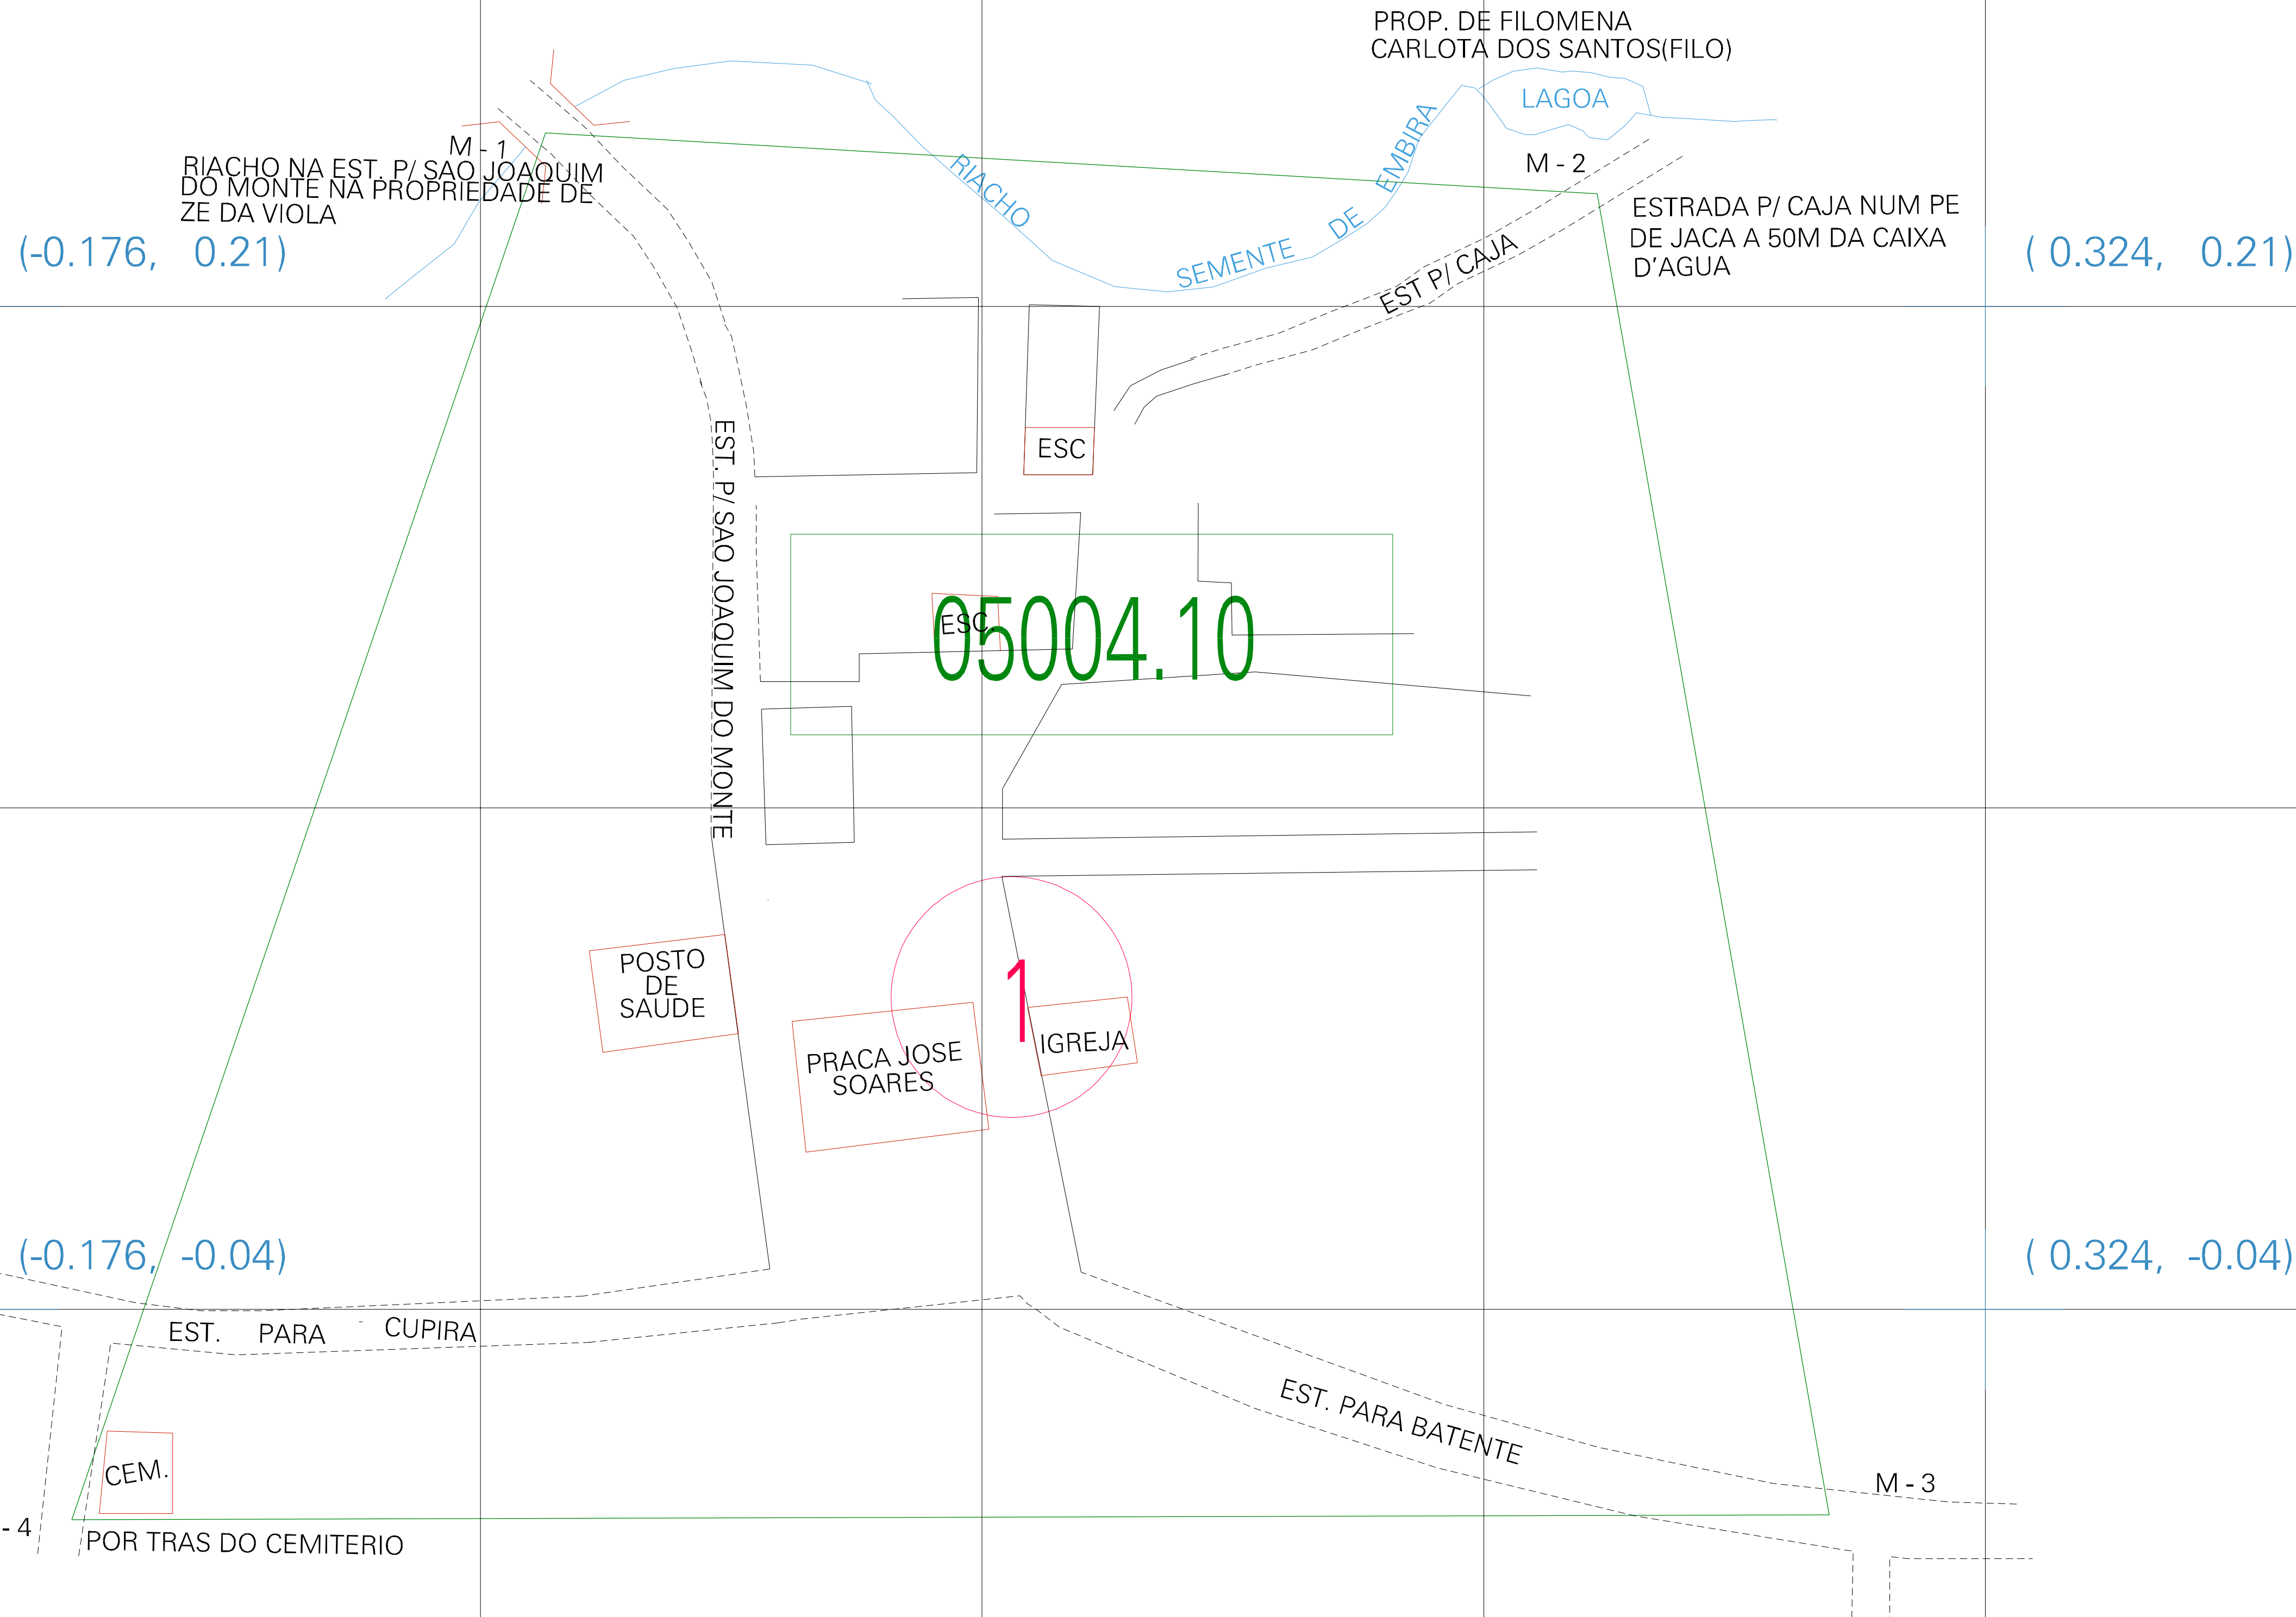 PROP. DE FILOMENA
CARLOTA DOS SANTOS(FILO)
LAGOA
M - 1
RIACHO NA EST. P/ SAO JOAQUIM
DO MONTE NA PROPRIEDADE DE
ZE DA VIOLA
RIACHO SEMENTE DE EMBIRA
M - 2
ESTRADA P/ CAJA NUM PE
DE JACA A 50M DA CAIXA
D'AGUA
(-0.176, 0.21)
( 0.324, 0.21)
EST P/ CAJA
ESC
EST. P/ SAO JOAQUIM DO MONTE
ESC
05004.10
POSTO
DE
SAUDE
1
PRACA JOSE
SOARES
IGREJA
(-0.176, -0.04)
( 0.324, -0.04)
EST. PARA - CUPIRA
EST. PARA BATENTE
CEM.
M - 3
- 4
POR TRAS DO CEMITERIO